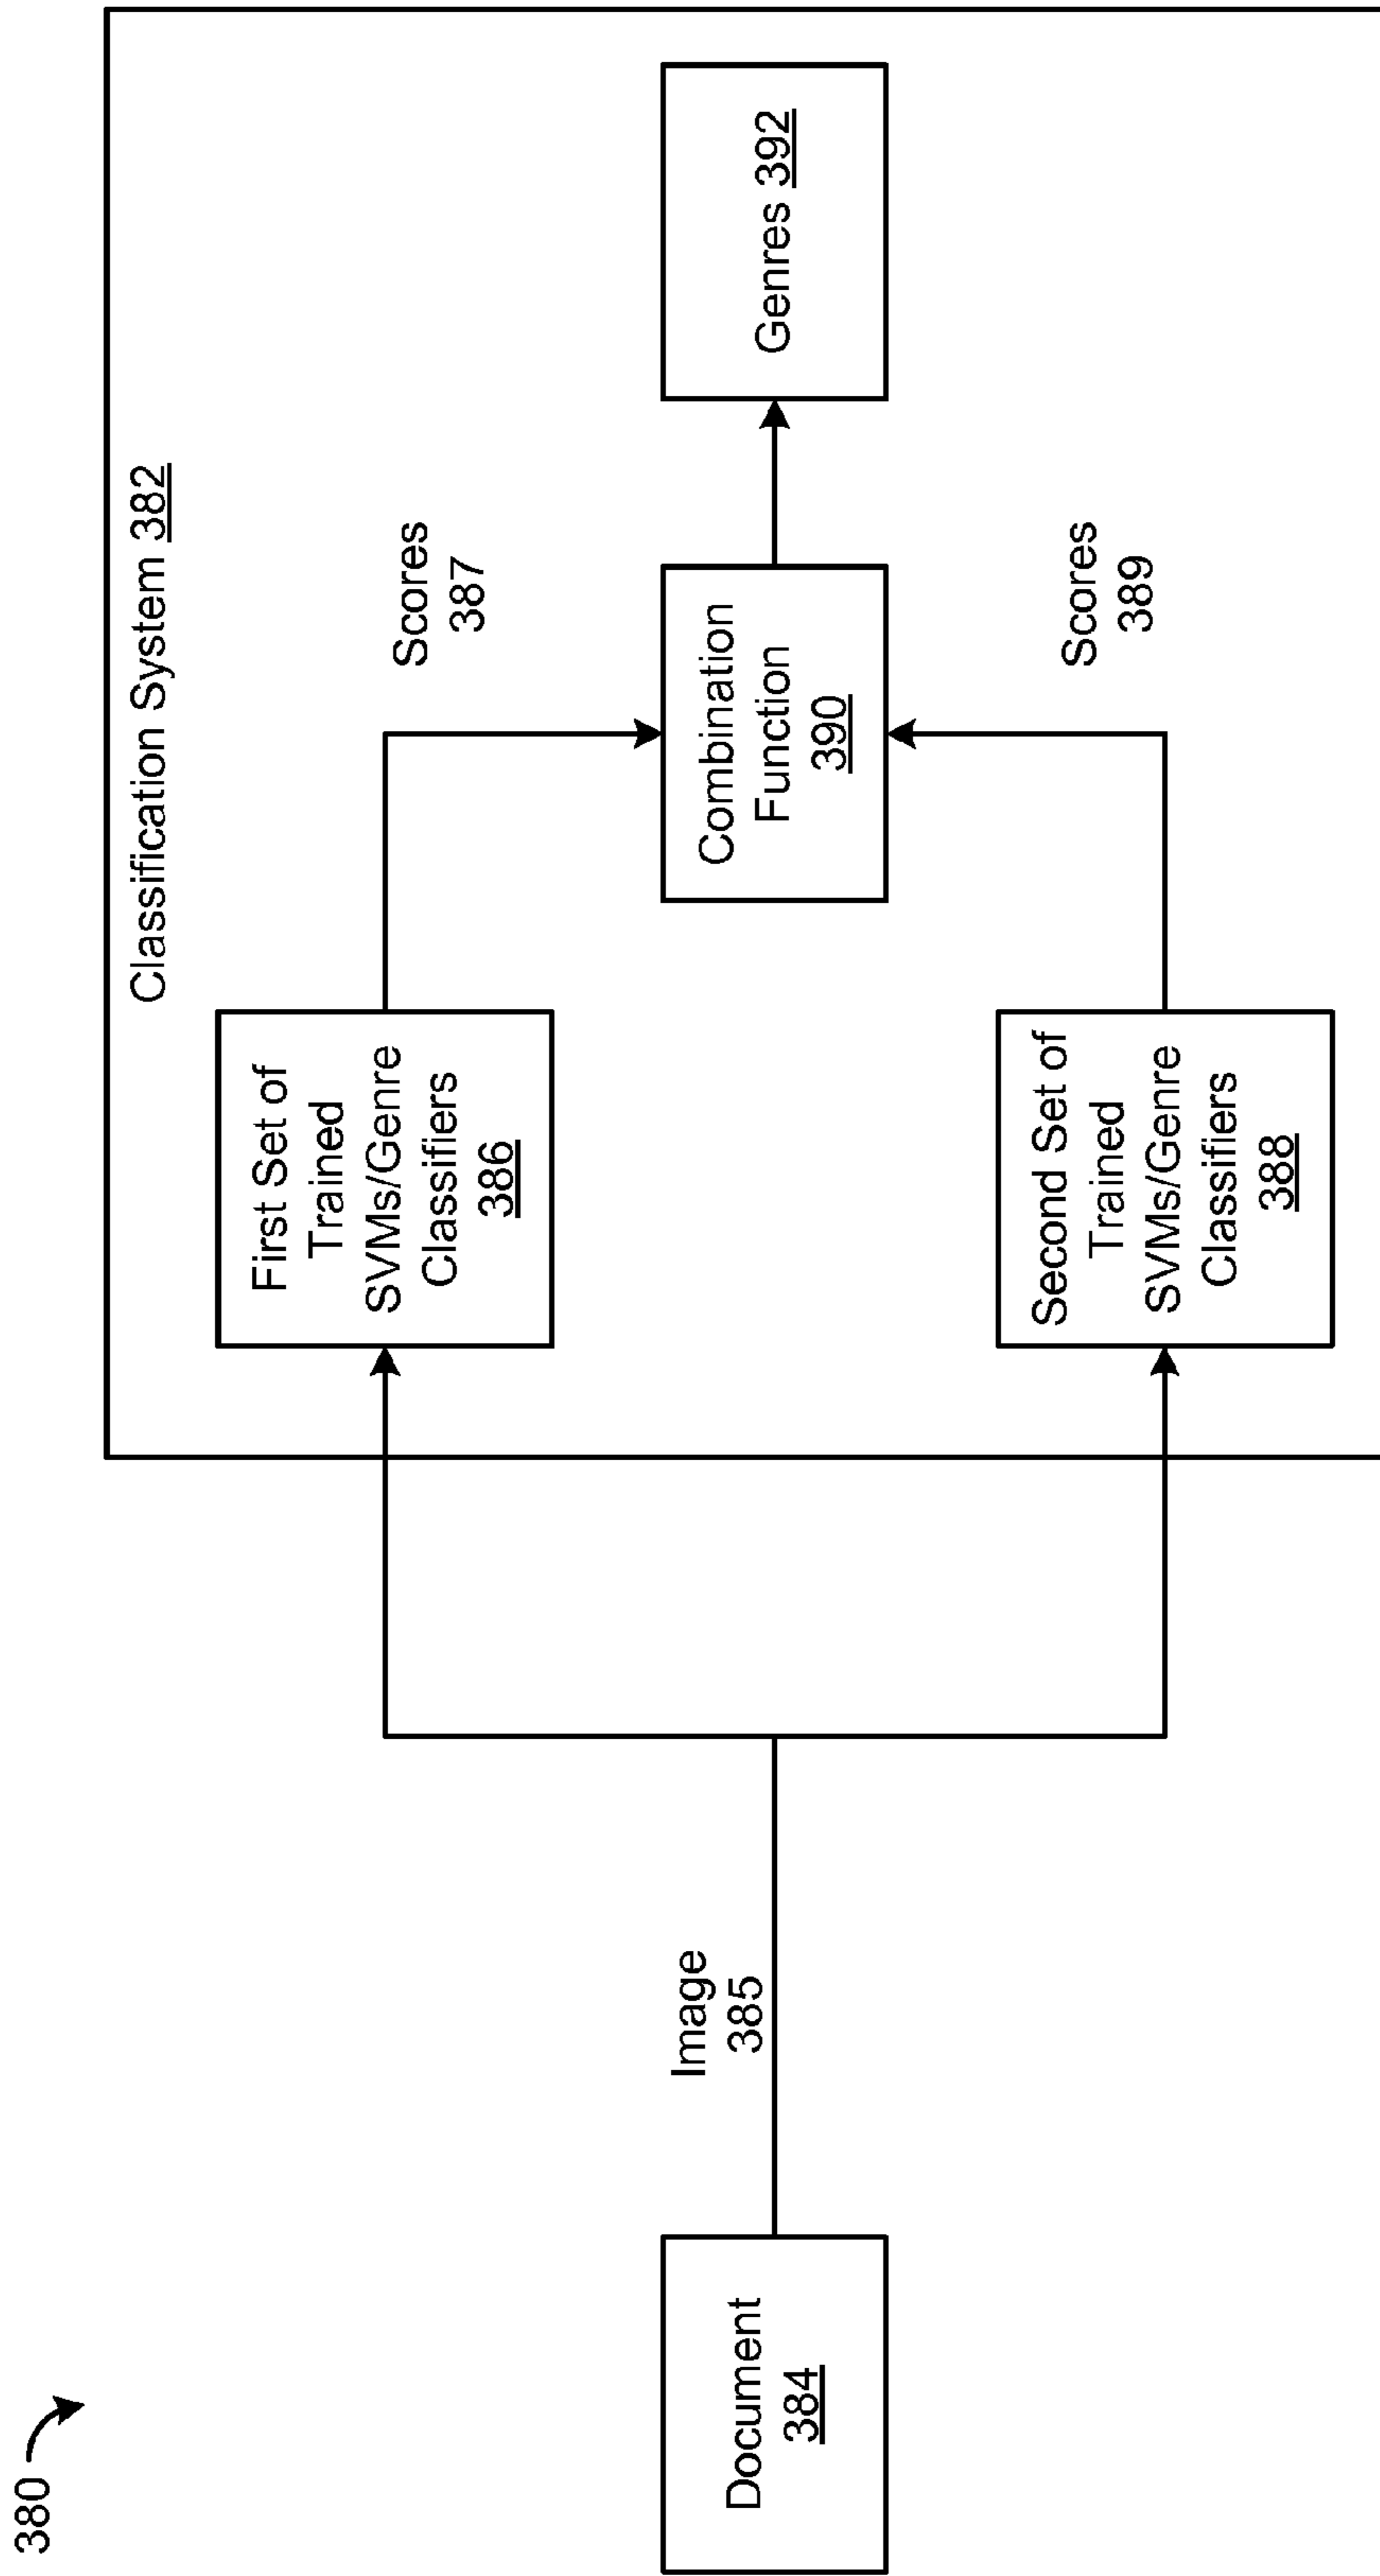 380
Classification System 382
Document
384
Image
385
First Set of
Trained
SVMs/Genre
Classifiers
386
Scores
387
Second Set of
Trained
SVMs/Genre
Classifiers
388
Scores
389
Combination
Function
390
Genres 392